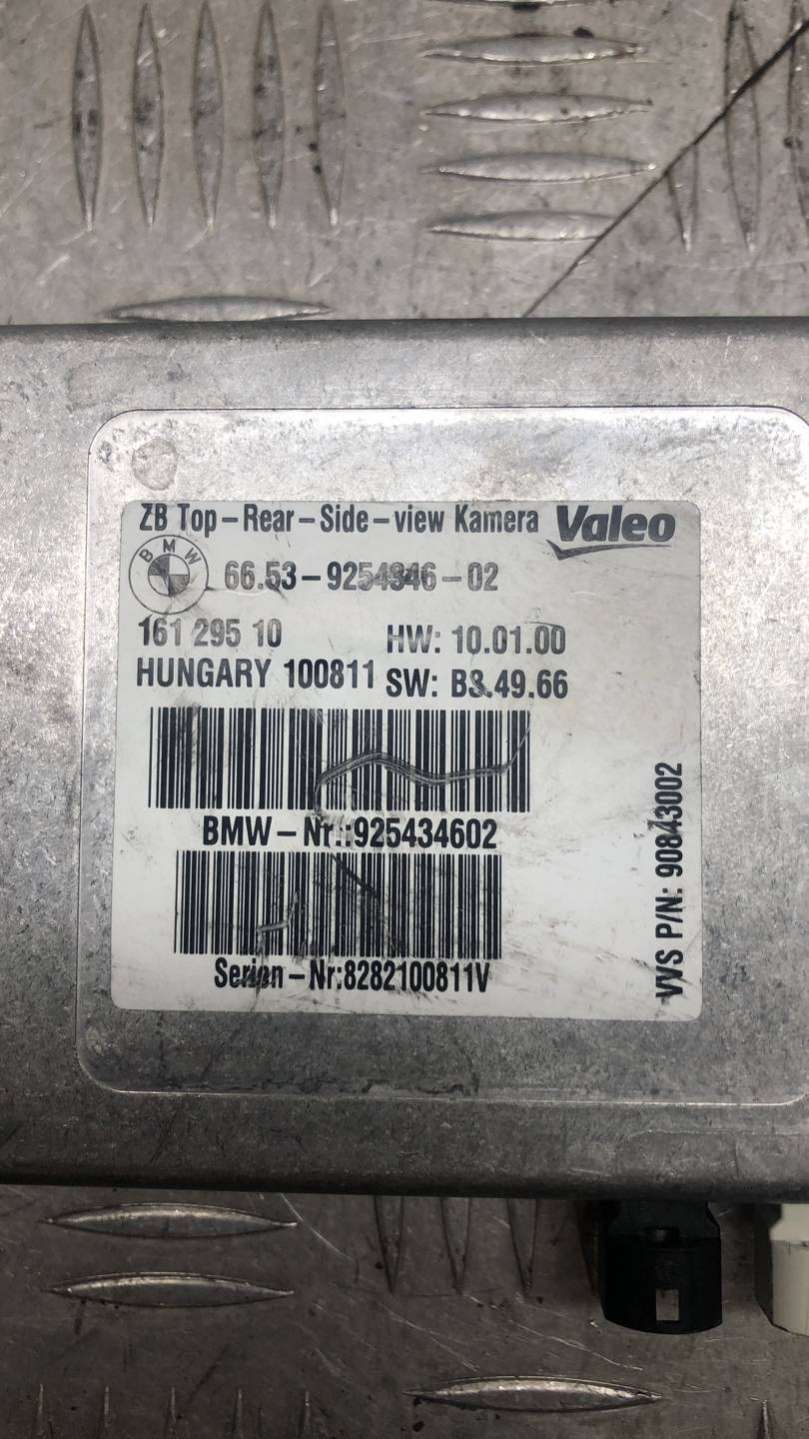 ZB Top-Rear-Side-view Kamera Valeo
BMW
66.53-9254346-02
161 295 10 HW: 10.01.00
HUNGARY 100811 SW: B3.49.66
BMW-Nr.:925434602
Serien-Nr:8282100811V
VVS P/N: 90843002